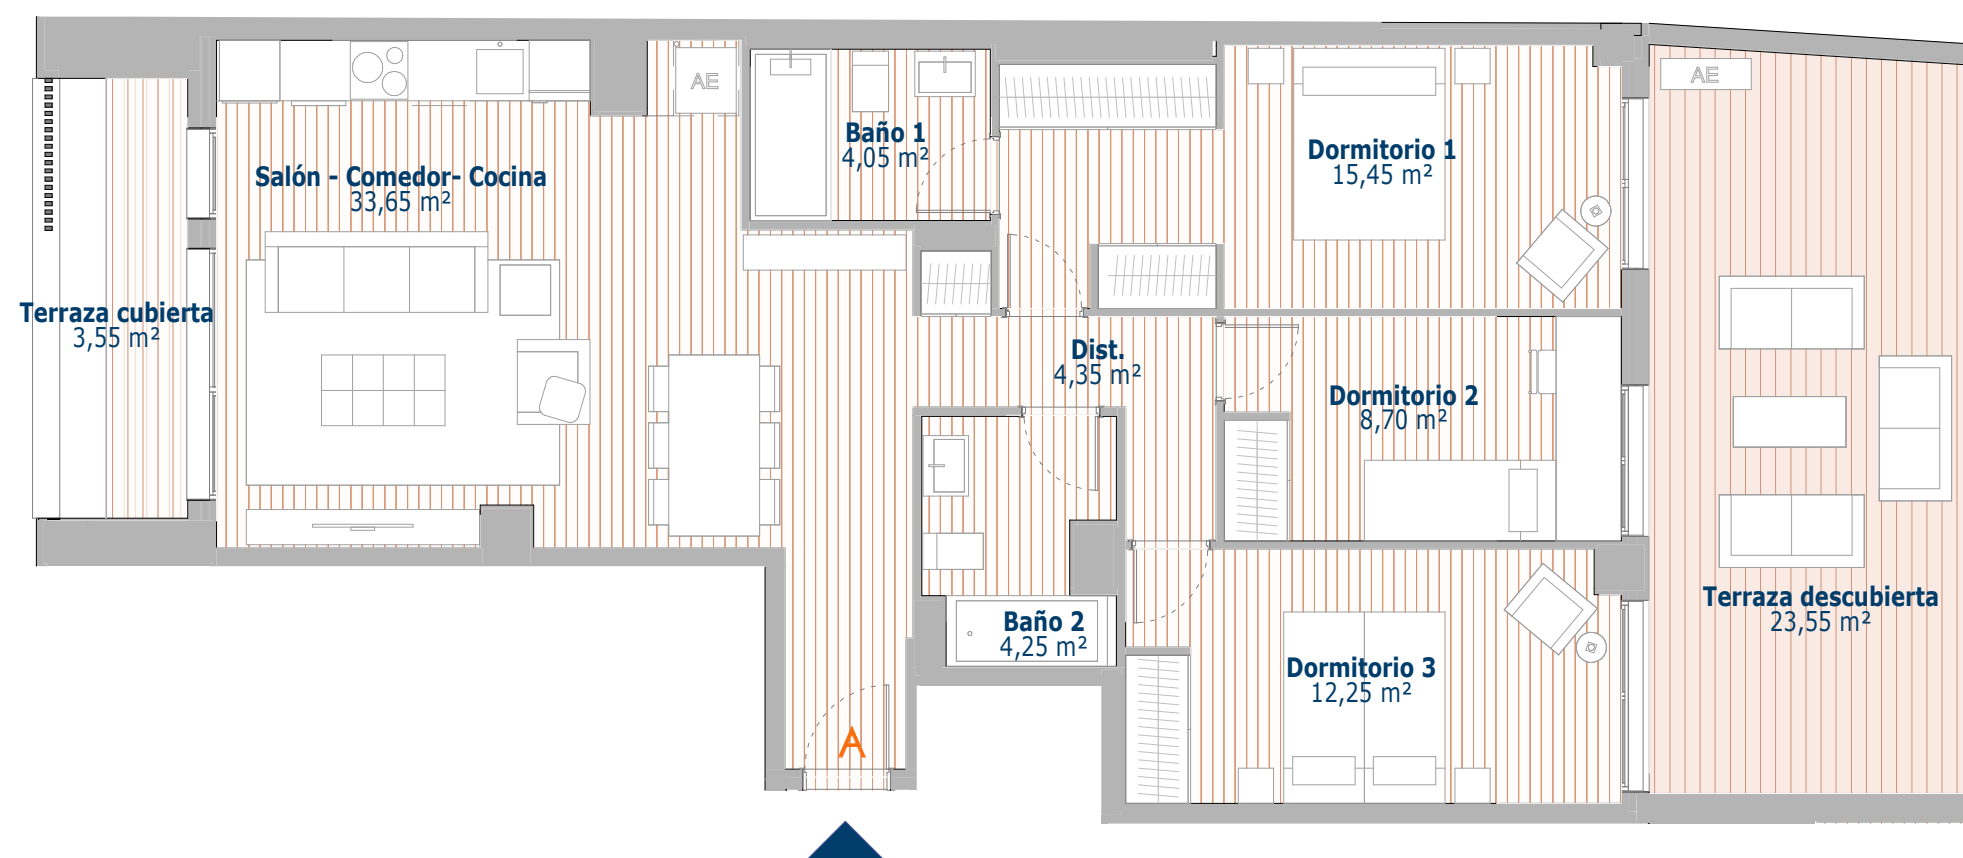 AE
AE
Baño 1
4,05 m²
Dormitorio 1
15,45 m²
Salón - Comedor- Cocina
33,65 m²
Terraza cubierta
3,55 m²
Dist.
4,35 m²
Dormitorio 2
8,70 m²
Terraza descubierta
23,55 m²
Baño 2
4,25 m²
Dormitorio 3
12,25 m²
A